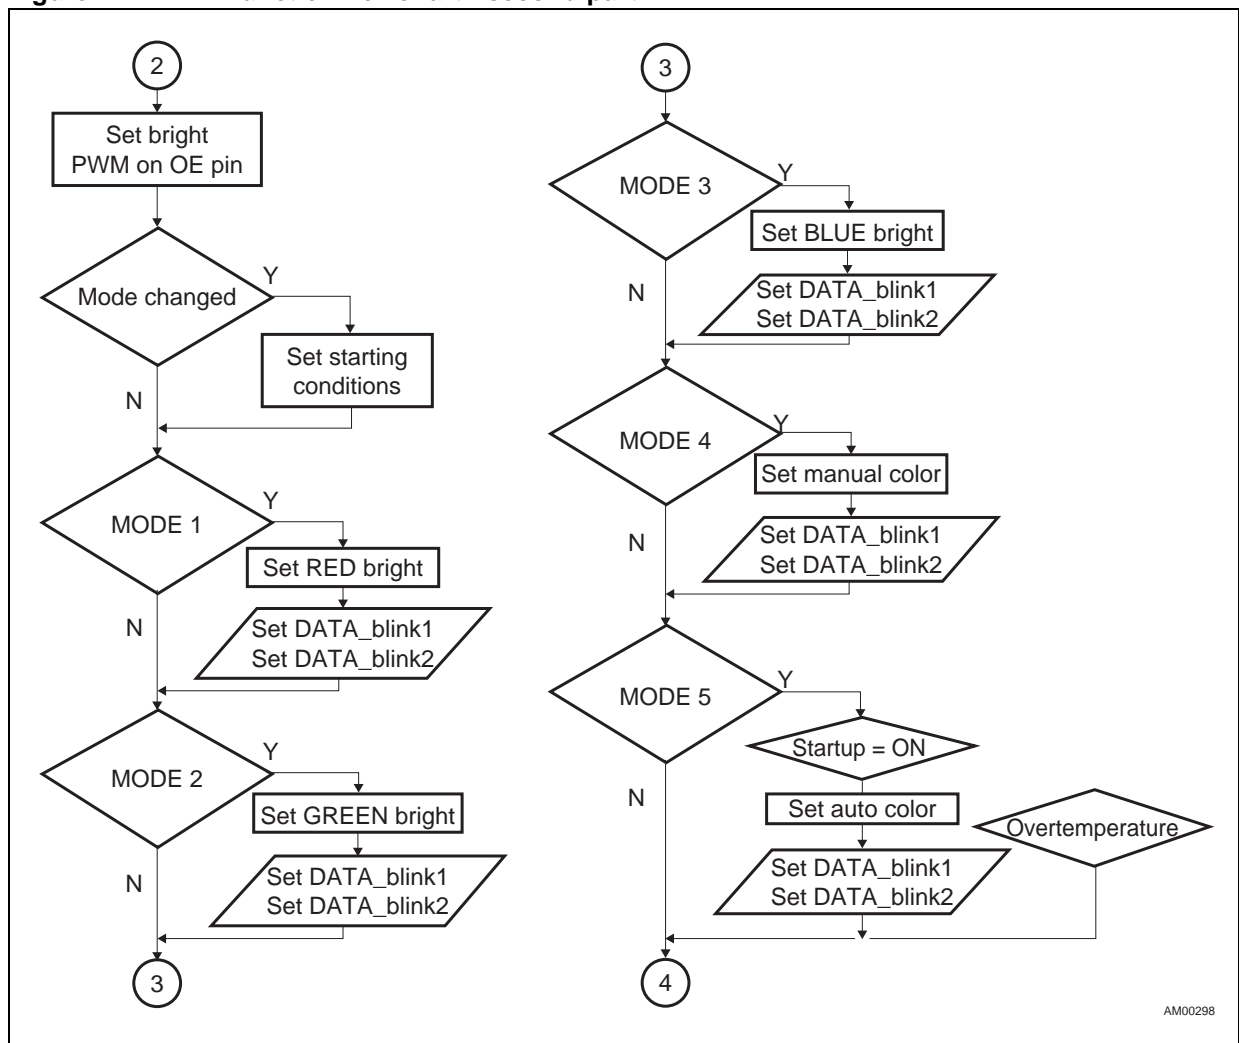 2
Set bright
PWM on OE pin
Mode changed
Y
Set starting
conditions
N
MODE 1
Y
Set RED bright
Set DATA_blink1
Set DATA_blink2
N
MODE 2
Y
Set GREEN bright
Set DATA_blink1
Set DATA_blink2
N
3
3
MODE 3
Y
Set BLUE bright
Set DATA_blink1
Set DATA_blink2
N
MODE 4
Y
Set manual color
Set DATA_blink1
Set DATA_blink2
N
MODE 5
Y
Startup = ON
Set auto color
Overtemperature
Set DATA_blink1
Set DATA_blink2
N
4
AM00298